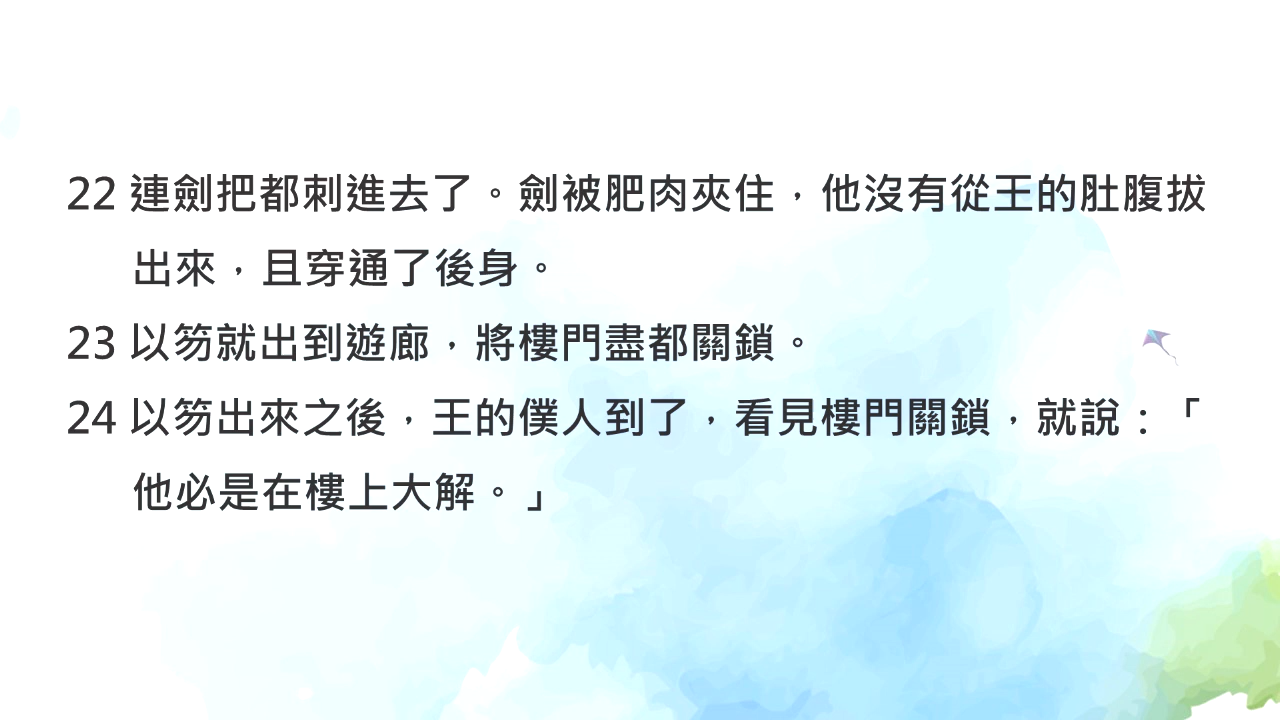 22 連劍把都刺進去了。劍被肥肉夾住，他沒有從王的肚腹拔
出來，且穿通了後身。
23 以笏就出到遊廊，將樓門盡都關鎖。
24 以笏出來之後，王的僕人到了，看見樓門關鎖，就說：「
他必是在樓上大解。」